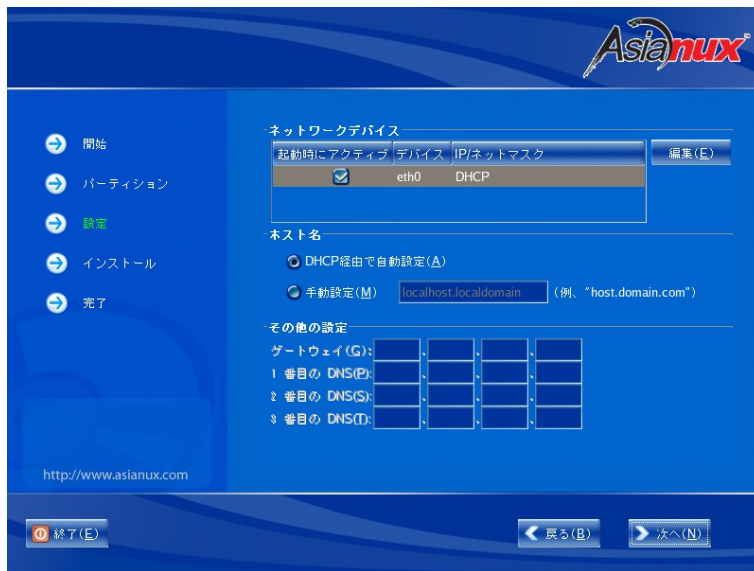 Asianux
開始
パーティション
設定
インストール
完了
http://www.asianux.com
ネットワークデバイス
起動時にアクティブ デバイス IP/ネットマスク
編集(E)
eth0 DHCP
ホスト名
DHCP経由で自動設定(A)
手動設定(M) localhost.localdomain (例、"host.domain.com")
その他の設定
ゲートウェイ(G): . . .
1 番目の DNS(P): . . .
2 番目の DNS(S): . . .
3 番目の DNS(T): . . .
終了(E)
戻る(B)
次へ(N)